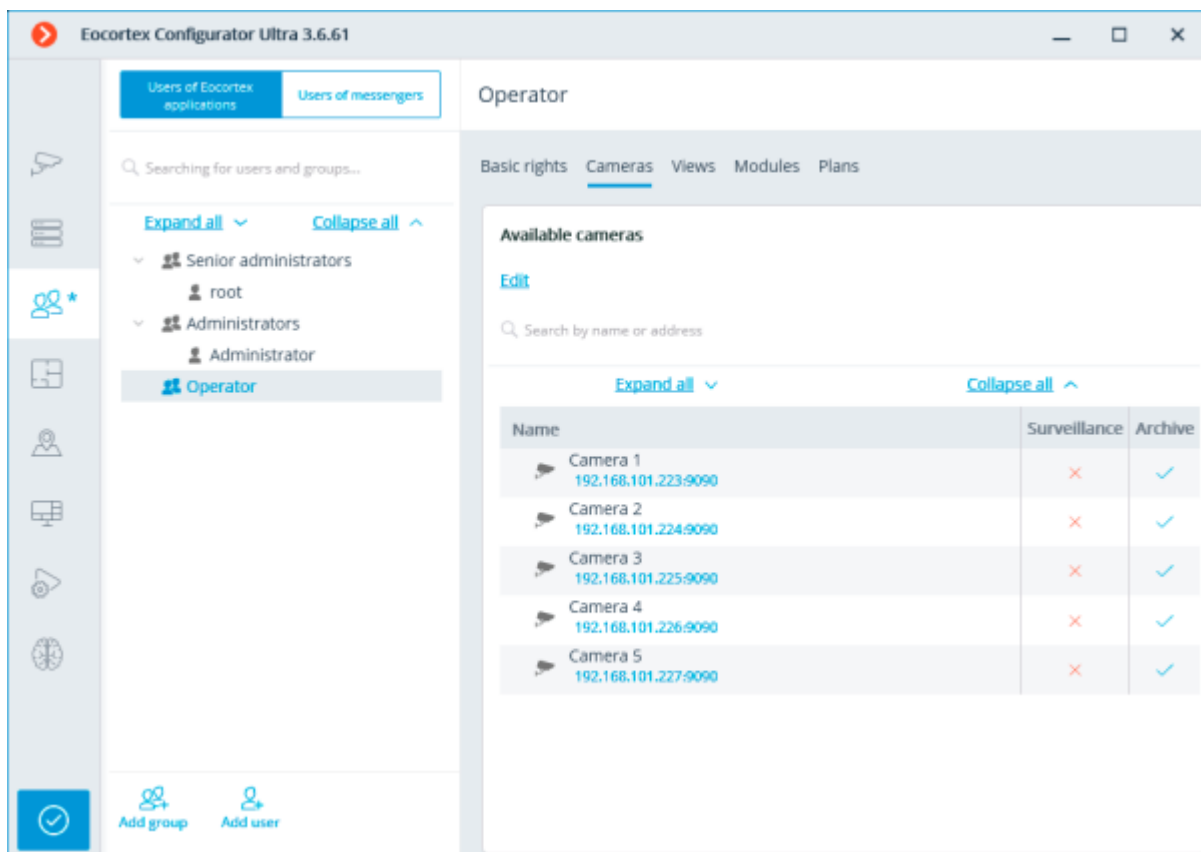 Eocortex Configurator Ultra 3.6.61
Users of Eocortex
applications
Users of messengers
Searching for users and groups...
Expand all
Collapse all
Senior administrators
root
Administrators
Administrator
Operator
Add group
Add user
Operator
Basic rights Cameras Views Modules Plans
Available cameras
Edit
Search by name or address
Expand all
Collapse all
Name Surveillance Archive
Camera 1
192.168.101.223:9090
Camera 2
192.168.101.224:9090
Camera 3
192.168.101.225:9090
Camera 4
192.168.101.226:9090
Camera 5
192.168.101.227:9090